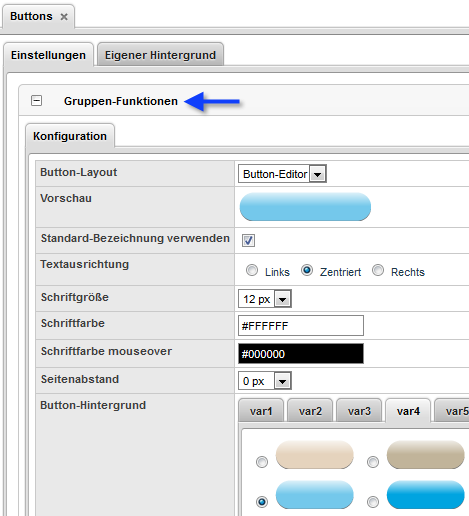 Buttons
Einstellungen Eigener Hintergrund
Gruppen-Funktionen
Konfiguration
Button-Layout Button-Editor
Vorschau
Standard-Bezeichnung verwenden
Textausrichtung Links Zentriert Rechts
Schriftgröße 12 px
Schriftfarbe #FFFFFF
Schriftfarbe mouseover #000000
Seitenabstand 0 px
Button-Hintergrund var1 var2 var3 var4 var5